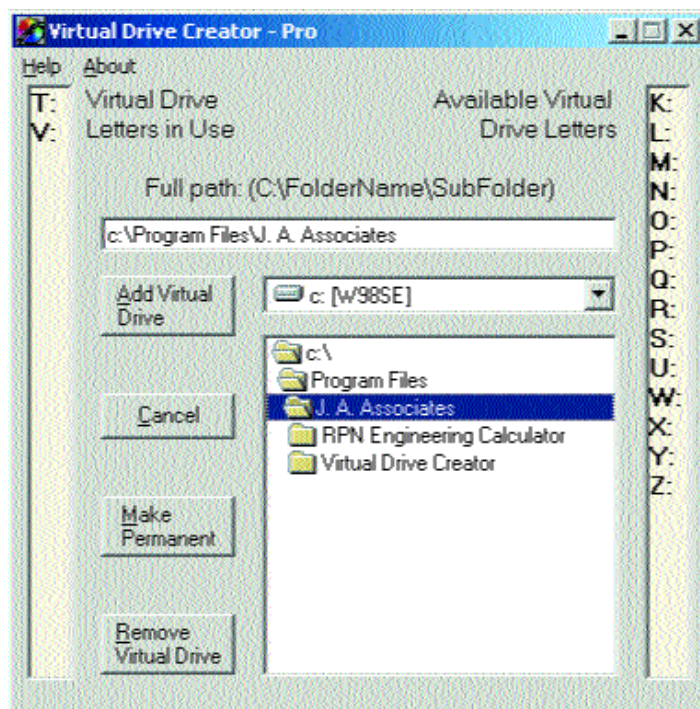 Virtual Drive Creator - Pro
Help About
T:
V:
Virtual Drive
Letters in Use
Available Virtual
Drive Letters
K:
L:
M:
N:
O:
P:
Q:
R:
S:
U:
W:
X:
Y:
Z:
Full path: (C:\FolderName\SubFolder)
c:\Program Files\J. A. Associates
Add Virtual
Drive
c: [W98SE]
Cancel
Make
Permanent
Remove
Virtual Drive
c:\
Program Files
J. A. Associates
RPN Engineering Calculator
Virtual Drive Creator